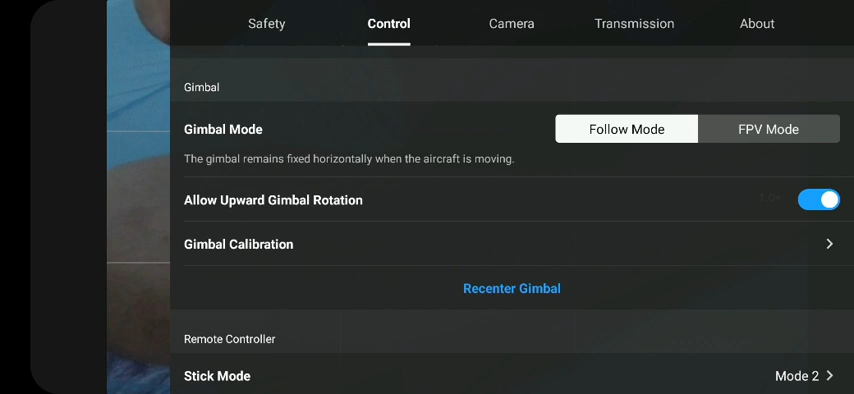 Safety Control Camera Transmission About
Gimbal
Gimbal Mode Follow Mode FPV Mode
The gimbal remains fixed horizontally when the aircraft is moving.
Allow Upward Gimbal Rotation
Gimbal Calibration
Recenter Gimbal
Remote Controller
Stick Mode Mode 2